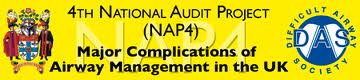 4TH NATIONAL AUDIT PROJECT
(NAP4)
Major Complications of
Airway Management in the UK
DIFFICULT AIRWAY
SOCIETY
DAS